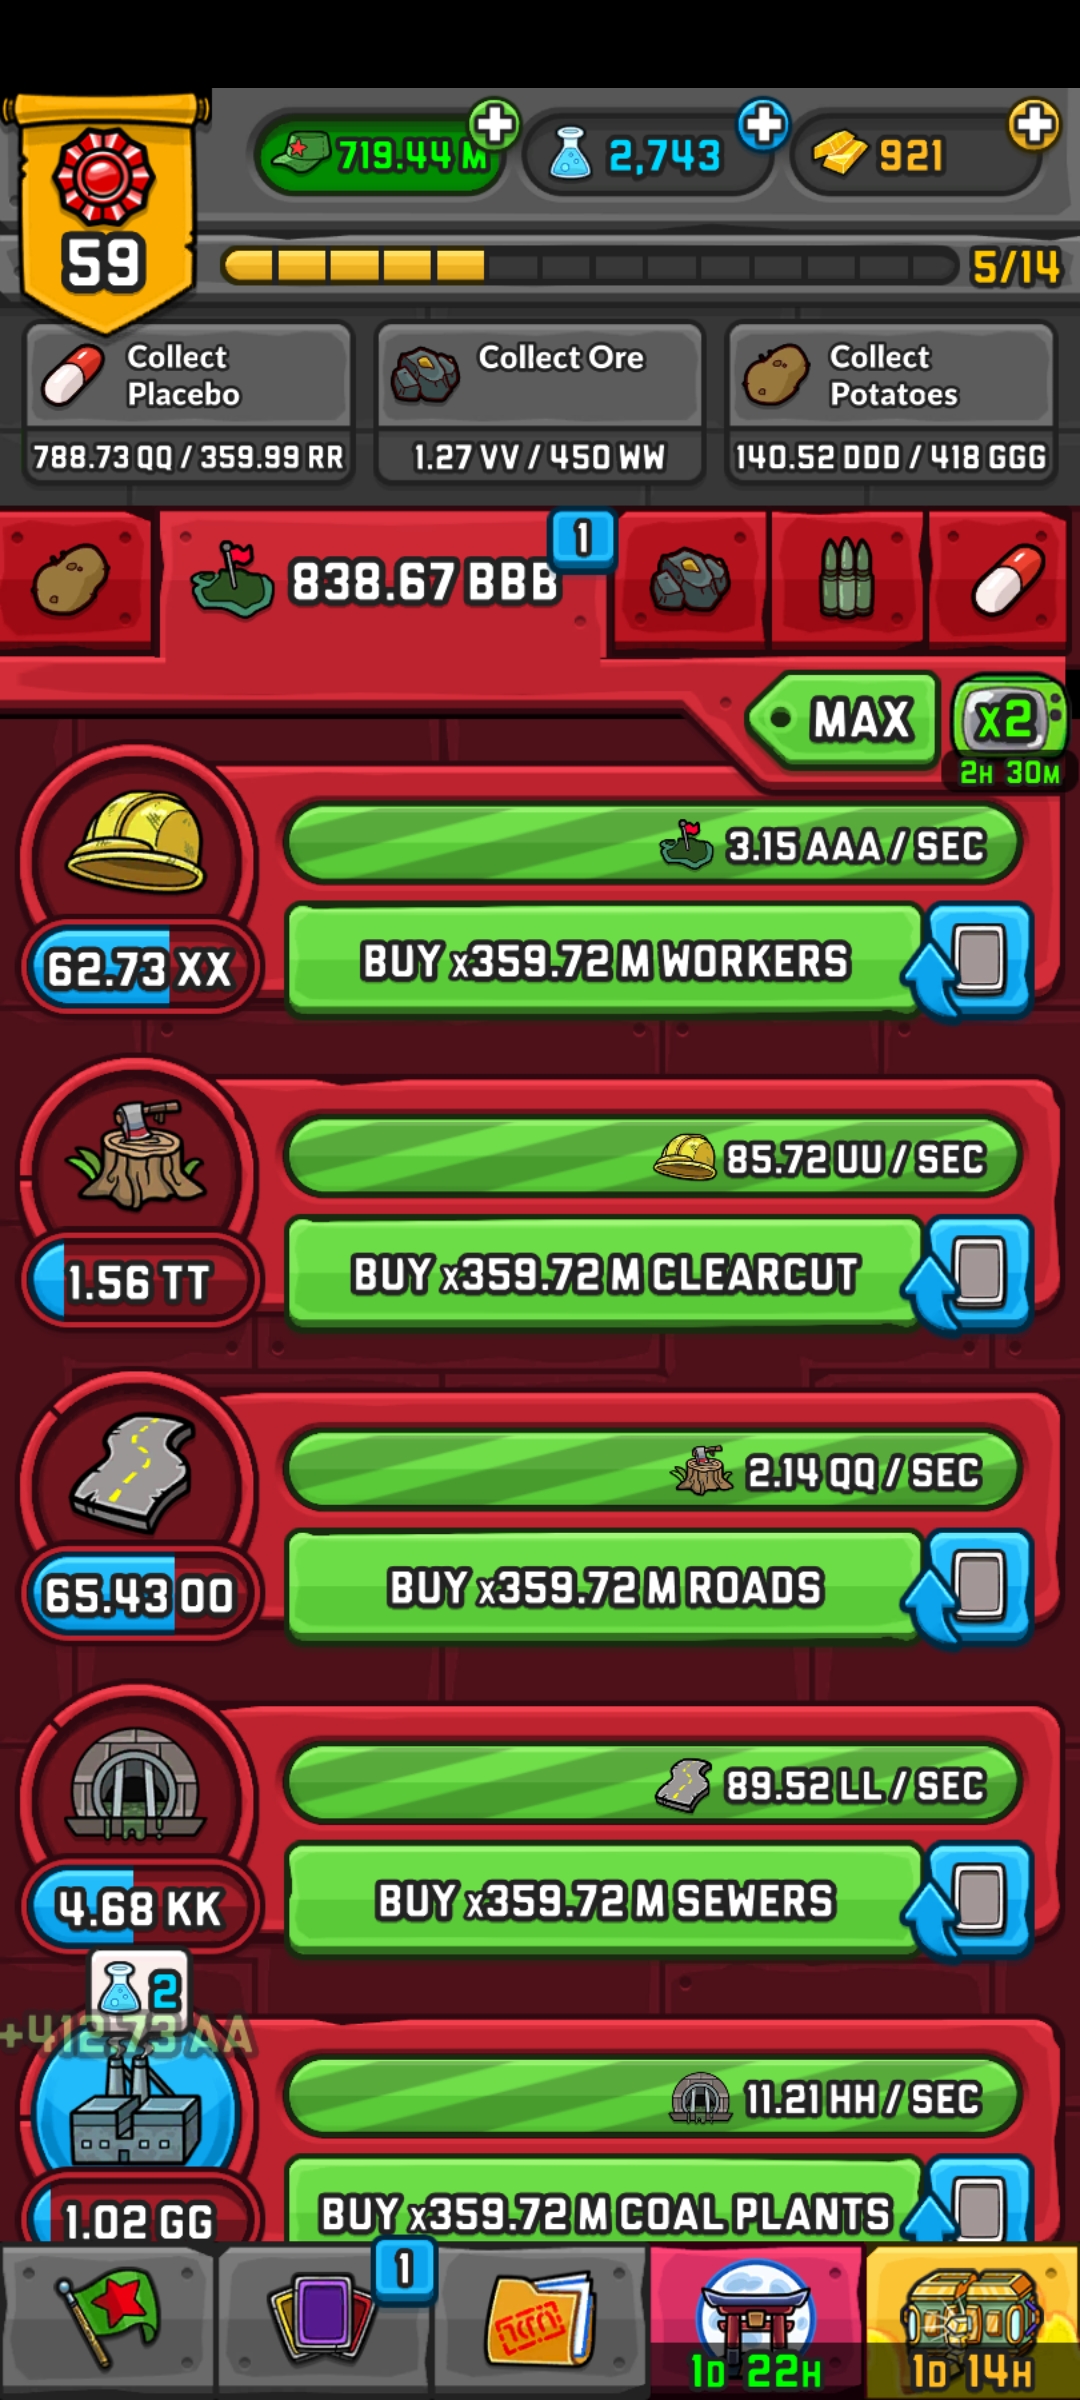 719.44 M
2,743
921
59
5/14
Collect
Placebo
788.73 QQ / 359.99 RR
Collect Ore
1.27 VV / 450 WW
Collect
Potatoes
140.52 DDD / 418 GGG
838.67 BBB
1
MAX
x2
2H 30M
3.15 AAA / SEC
62.73 XX
BUY x359.72 M WORKERS
85.72 UU / SEC
1.56 TT
BUY x359.72 M CLEARCUT
2.14 QQ / SEC
65.43 OO
BUY x359.72 M ROADS
89.52 LL / SEC
4.68 KK
BUY x359.72 M SEWERS
2
+412.73 AA
11.21 HH / SEC
1.02 GG
BUY x359.72 M COAL PLANTS
1
1D 22H
1D 14H